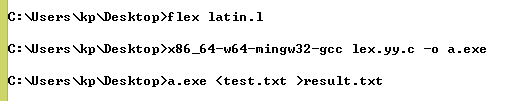 C:\Users\kp\Desktop>flex latin.l
C:\Users\kp\Desktop>x86_64-w64-mingw32-gcc lex.yy.c -o a.exe
C:\Users\kp\Desktop>a.exe <test.txt >result.txt